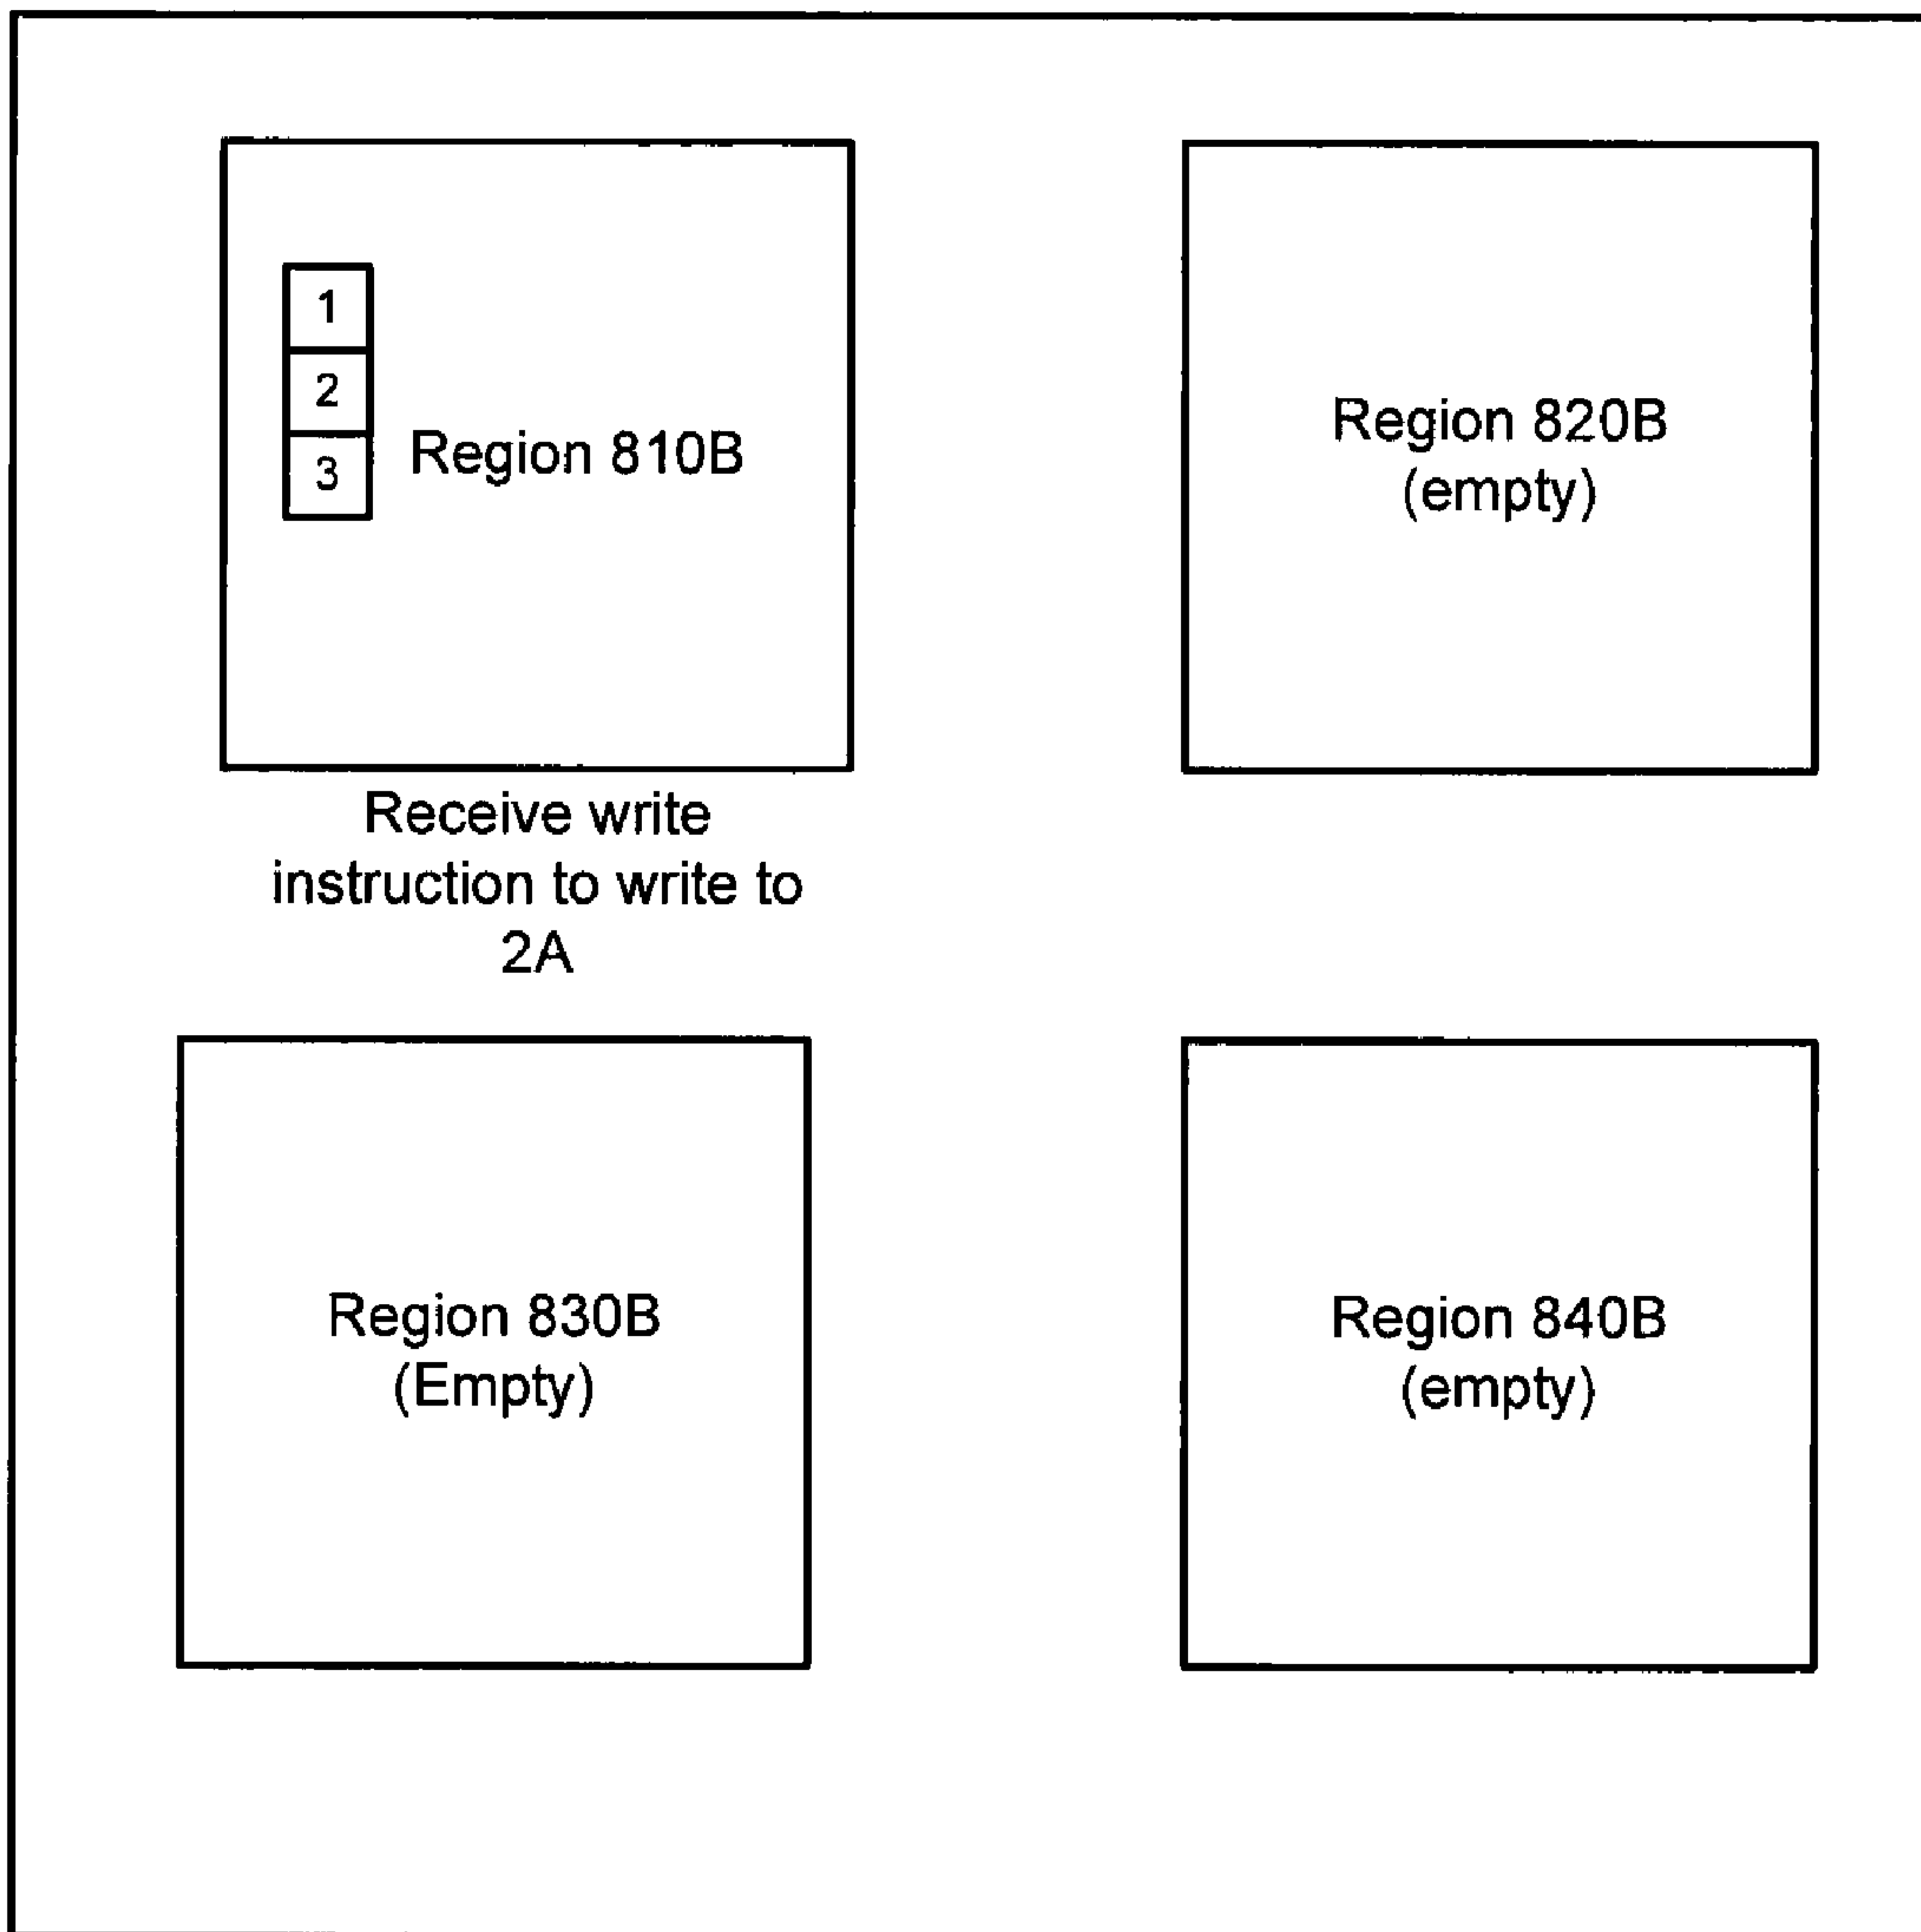 1
2
3
Region 810B
Region 820B
(empty)
Receive write
instruction to write to
2A
Region 830B
(Empty)
Region 840B
(empty)